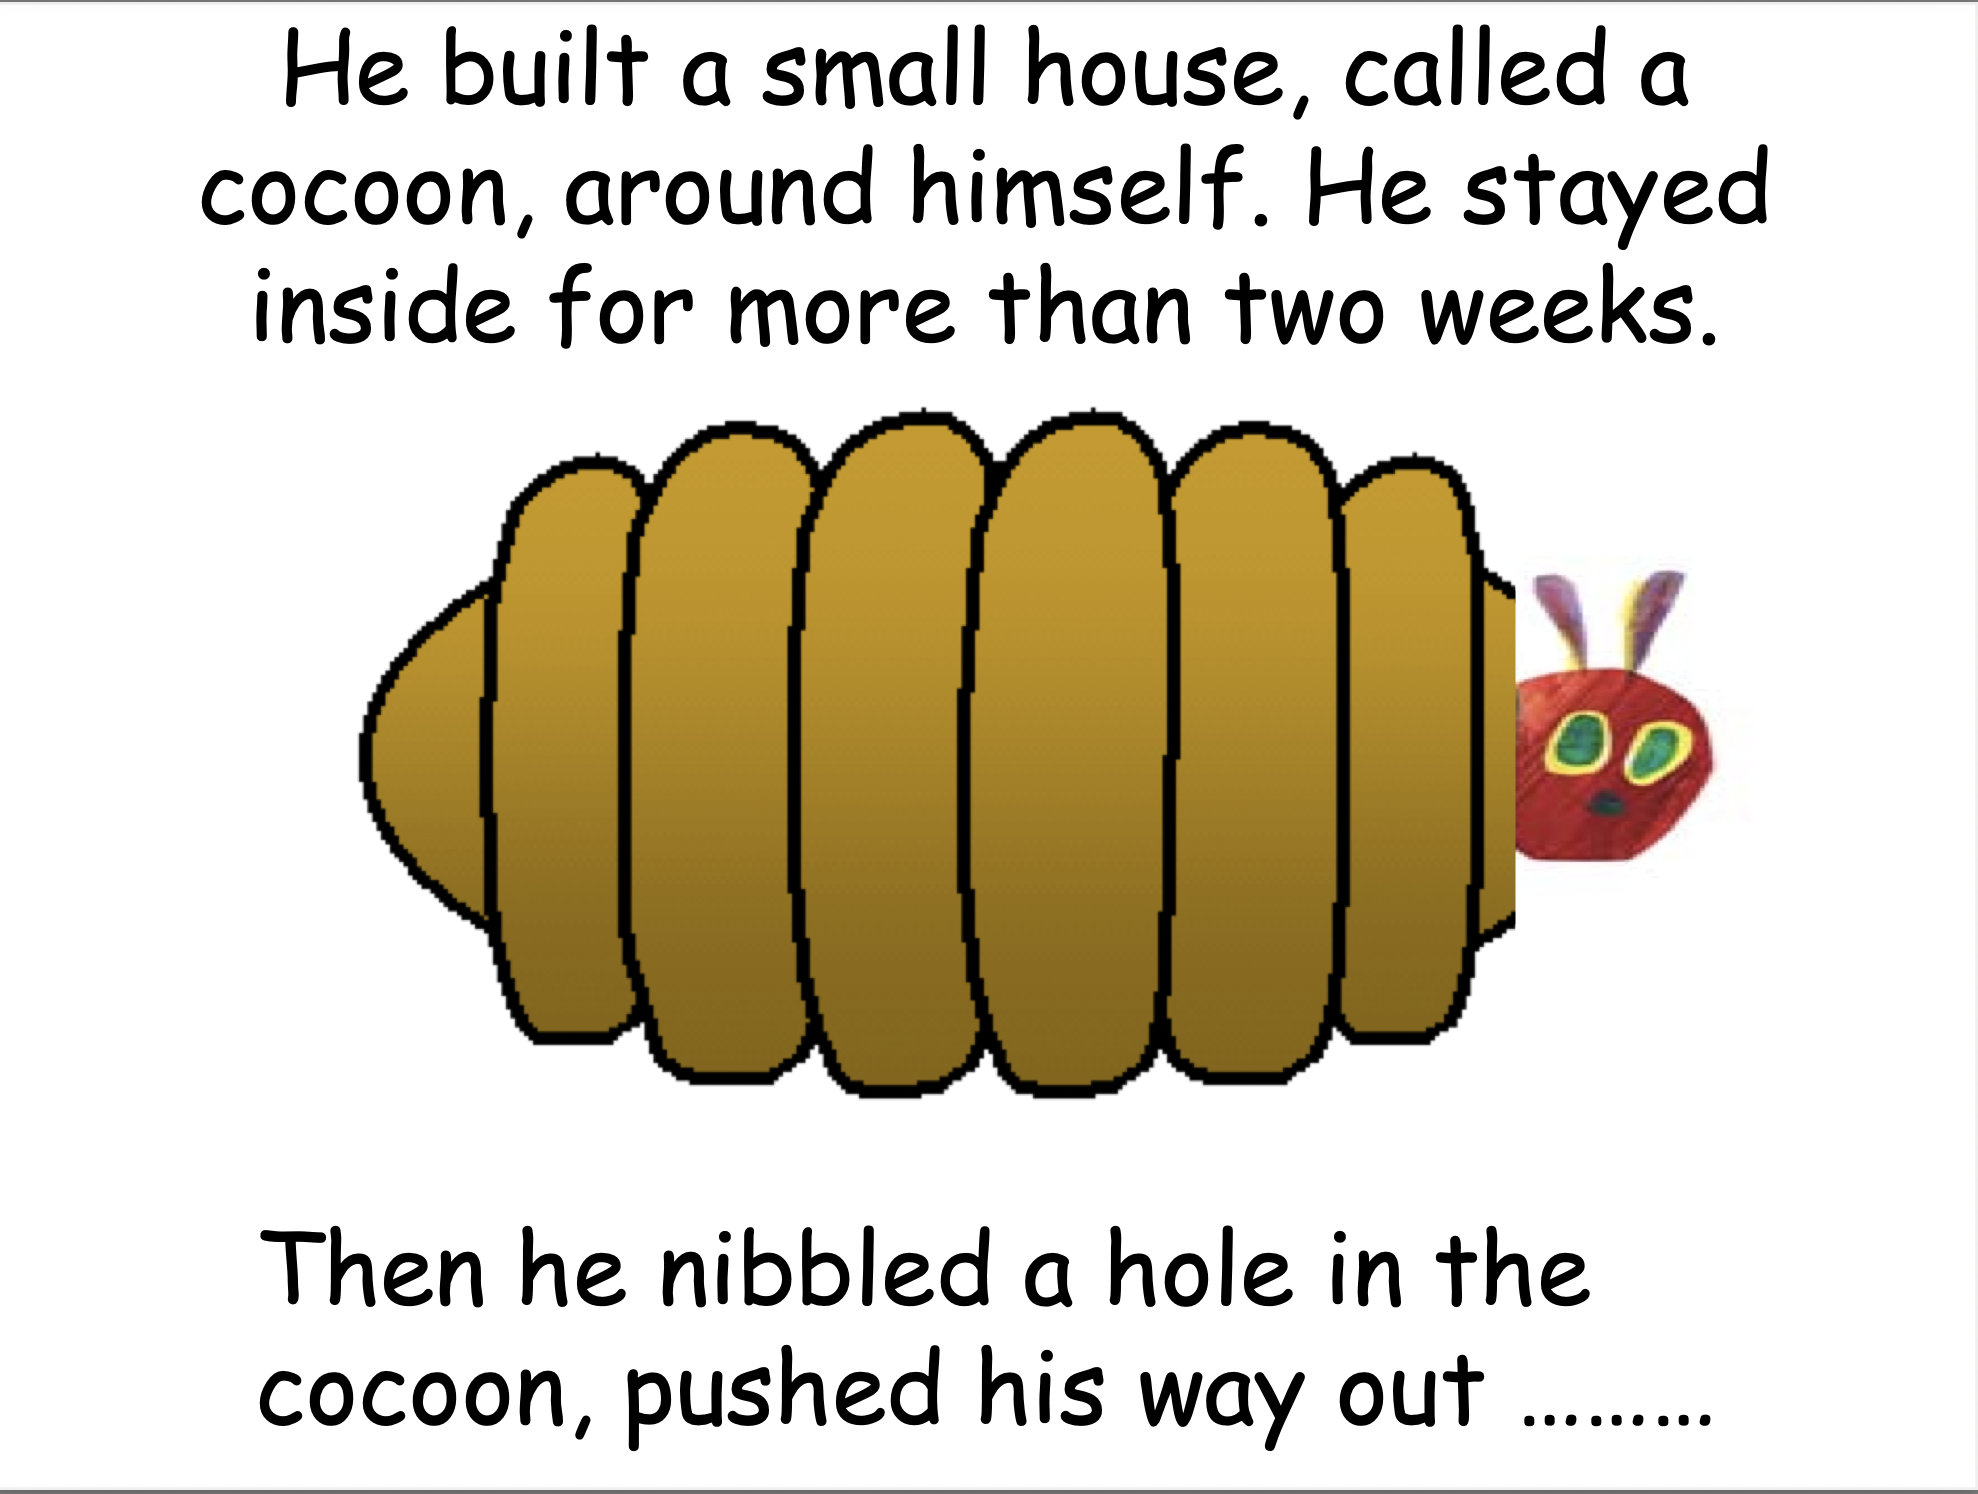 He built a small house, called a
cocoon, around himself. He stayed
inside for more than two weeks.
Then he nibbled a hole in the
cocoon, pushed his way out ………